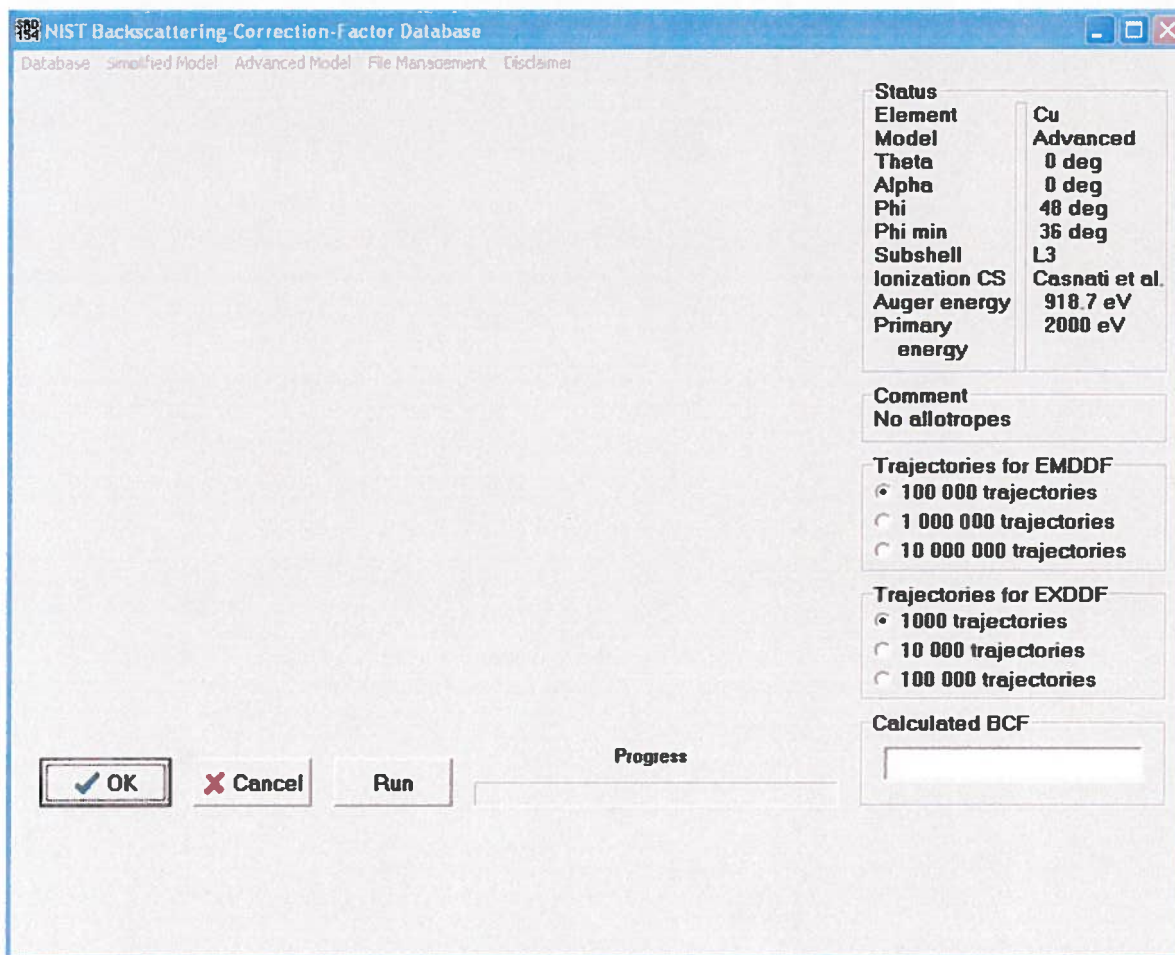 SRD 154 NIST Backscattering-Correction-Factor Database
Database Simplified Model Advanced Model File Management Disclaimer
Status
Element Cu
Model Advanced
Theta 0 deg
Alpha 0 deg
Phi 48 deg
Phi min 36 deg
Subshell L3
Ionization CS Casnati et al.
Auger energy 918.7 eV
Primary energy 2000 eV
Comment
No allotropes
Trajectories for EMDDF
100 000 trajectories
1 000 000 trajectories
10 000 000 trajectories
Trajectories for EXDDF
1000 trajectories
10 000 trajectories
100 000 trajectories
Calculated BCF
OK Cancel Run Progress